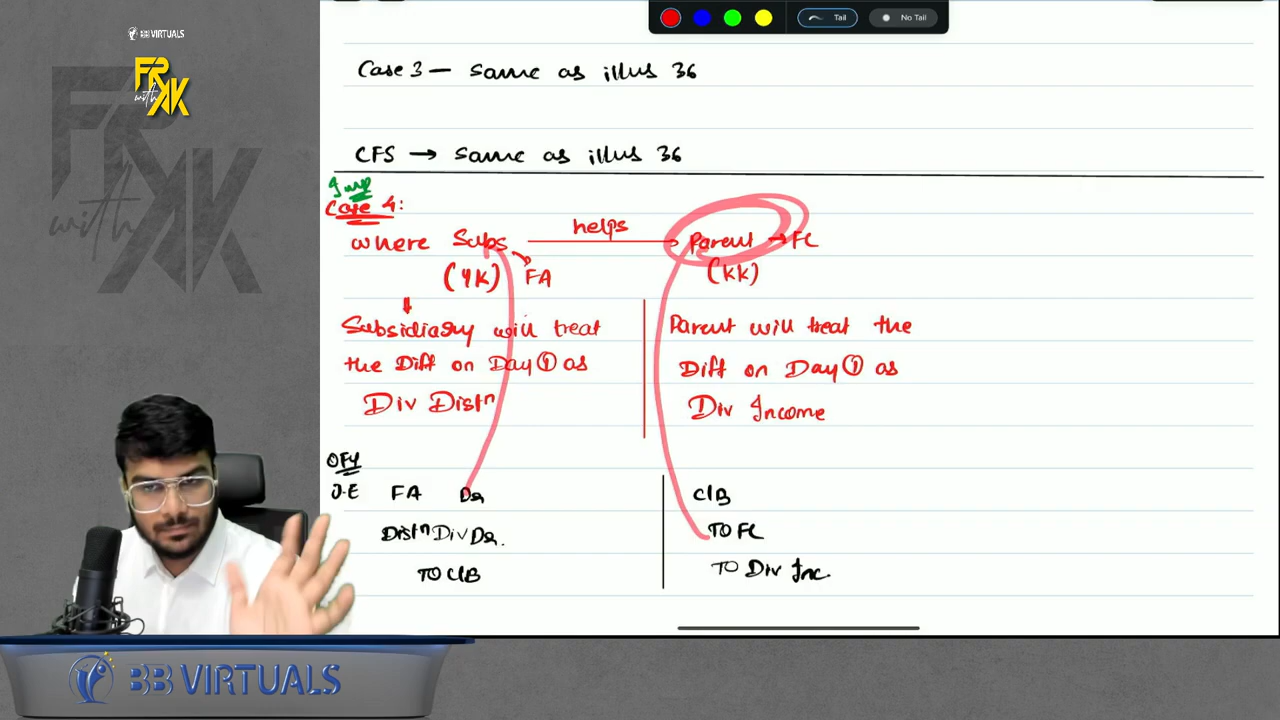 BB VIRTUALS
FR
with
AK
FR
with
AK
Tail
No Tail
Case 3 — Same as illus 36
CFS → Same as illus 36
Imp
Case 4:
where Subs helps Parent → FC
(YK) FA (KK)
Subsidiary will treat
the Diff on Day ① as
Div Distⁿ
Parent will treat the
Diff on Day ① as
Div Income
OFY
J.E FA Dr
Distⁿ Div Dr.
TO C/B
C/B
TO FC
TO Div Inc.
BB VIRTUALS